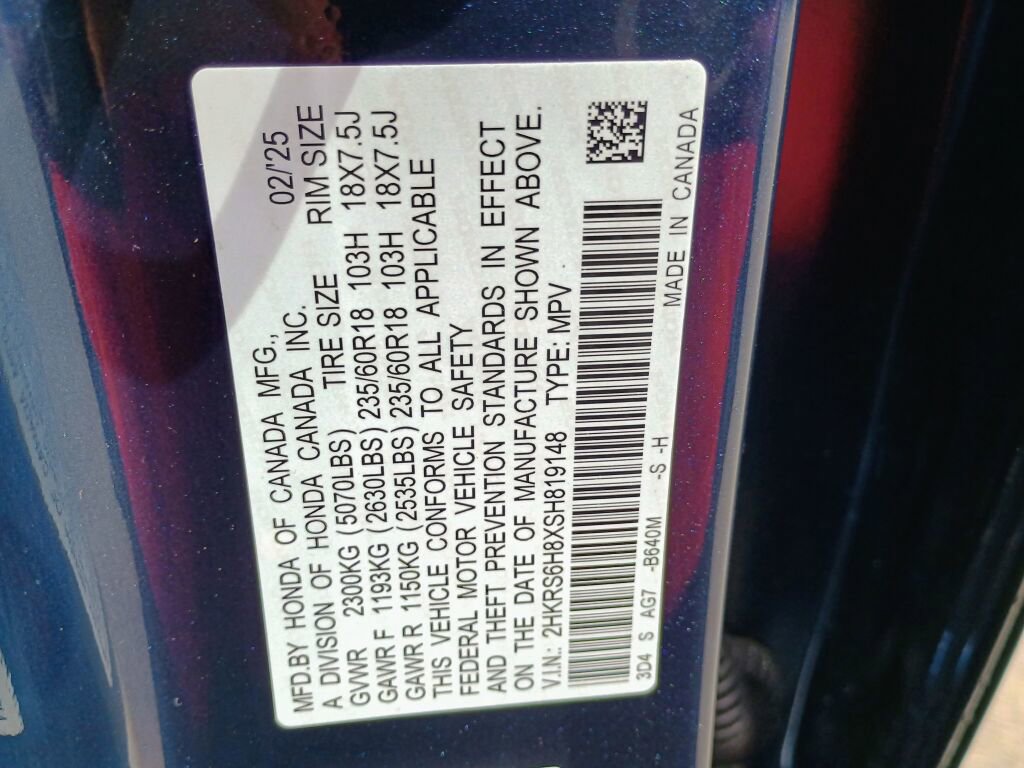 MFD.BY HONDA OF CANADA MFG., 02/'25
A DIVISION OF HONDA CANADA INC.
GVWR 2300KG (5070LBS) TIRE SIZE RIM SIZE
GAWR F 1193KG (2630LBS) 235/60R18 103H 18X7.5J
GAWR R 1150KG (2535LBS) 235/60R18 103H 18X7.5J
THIS VEHICLE CONFORMS TO ALL APPLICABLE
FEDERAL MOTOR VEHICLE SAFETY
AND THEFT PREVENTION STANDARDS IN EFFECT
ON THE DATE OF MANUFACTURE SHOWN ABOVE.
V.I.N.: 2HKRS6H8XSH819148 TYPE: MPV
3D4 S AG7 -B640M -S -H MADE IN CANADA